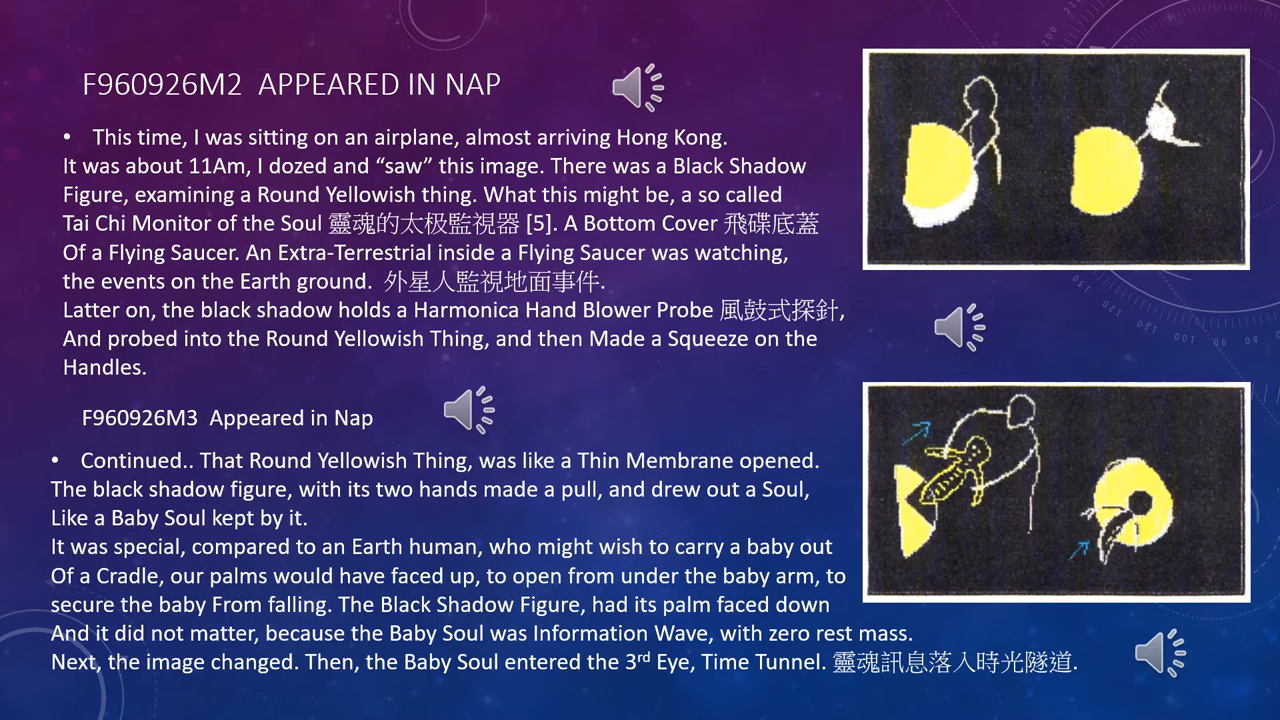 F960926M2 APPEARED IN NAP
• This time, I was sitting on an airplane, almost arriving Hong Kong.
It was about 11Am, I dozed and “saw” this image. There was a Black Shadow
Figure, examining a Round Yellowish thing. What this might be, a so called
Tai Chi Monitor of the Soul 靈魂的太极監視器 [5]. A Bottom Cover 飛碟底蓋
Of a Flying Saucer. An Extra-Terrestrial inside a Flying Saucer was watching,
the events on the Earth ground. 外星人監視地面事件.
Latter on, the black shadow holds a Harmonica Hand Blower Probe 風鼓式探針,
And probed into the Round Yellowish Thing, and then Made a Squeeze on the
Handles.
F960926M3 Appeared in Nap
• Continued.. That Round Yellowish Thing, was like a Thin Membrane opened.
The black shadow figure, with its two hands made a pull, and drew out a Soul,
Like a Baby Soul kept by it.
It was special, compared to an Earth human, who might wish to carry a baby out
Of a Cradle, our palms would have faced up, to open from under the baby arm, to
secure the baby From falling. The Black Shadow Figure, had its palm faced down
And it did not matter, because the Baby Soul was Information Wave, with zero rest mass.
Next, the image changed. Then, the Baby Soul entered the 3rd Eye, Time Tunnel. 靈魂訊息落入時光隧道.